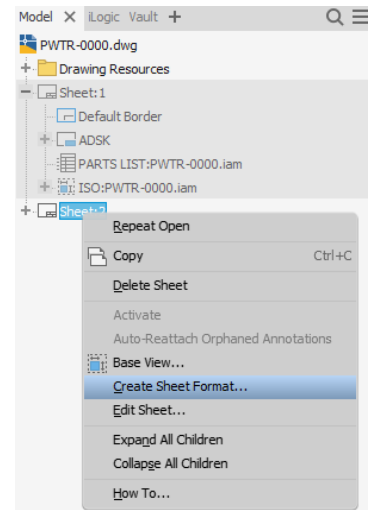 Model × iLogic Vault +
PWTR-0000.dwg
Drawing Resources
Sheet:1
Default Border
ADSK
PARTS LIST:PWTR-0000.iam
ISO:PWTR-0000.iam
Sheet:2
Repeat Open
Copy Ctrl+C
Delete Sheet
Activate
Auto-Reattach Orphaned Annotations
Base View...
Create Sheet Format...
Edit Sheet...
Expand All Children
Collapse All Children
How To...